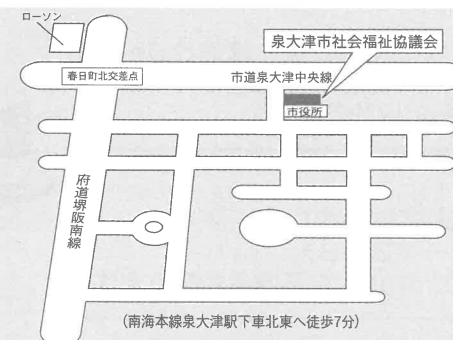 ローソン
泉大津市社会福祉協議会
春日町北交差点
市道泉大津中央線
市役所
府道堺阪南線
(南海本線泉大津駅下車北東へ徒歩7分)